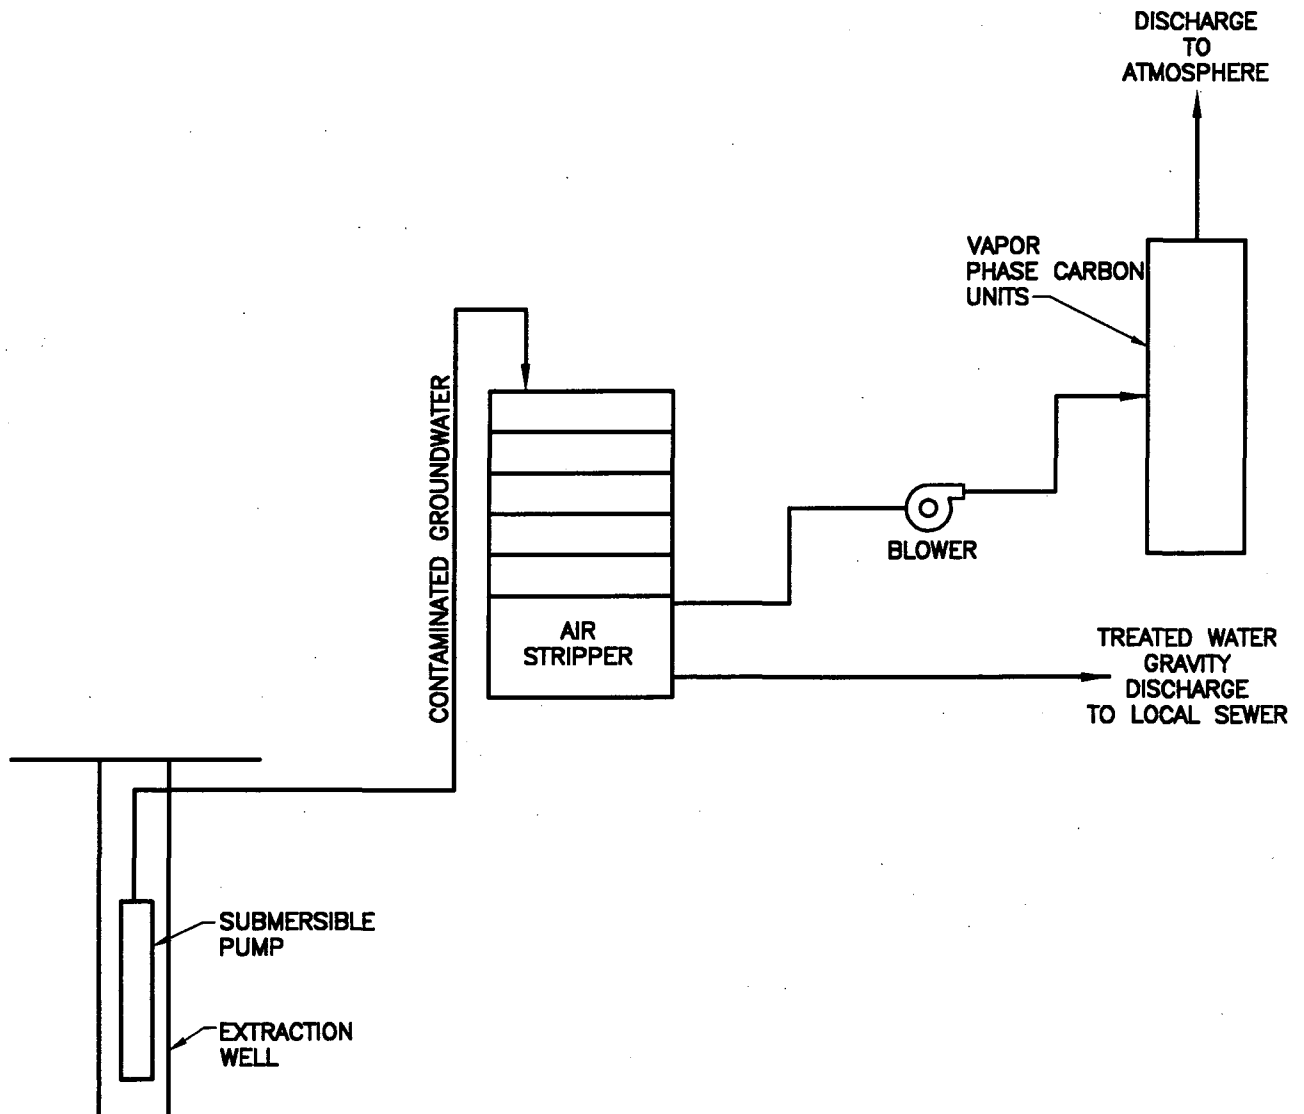 DISCHARGE
TO
ATMOSPHERE
VAPOR
PHASE CARBON
UNITS
CONTAMINATED GROUNDWATER
BLOWER
AIR
STRIPPER
TREATED WATER
GRAVITY
DISCHARGE
TO LOCAL SEWER
SUBMERSIBLE
PUMP
EXTRACTION
WELL